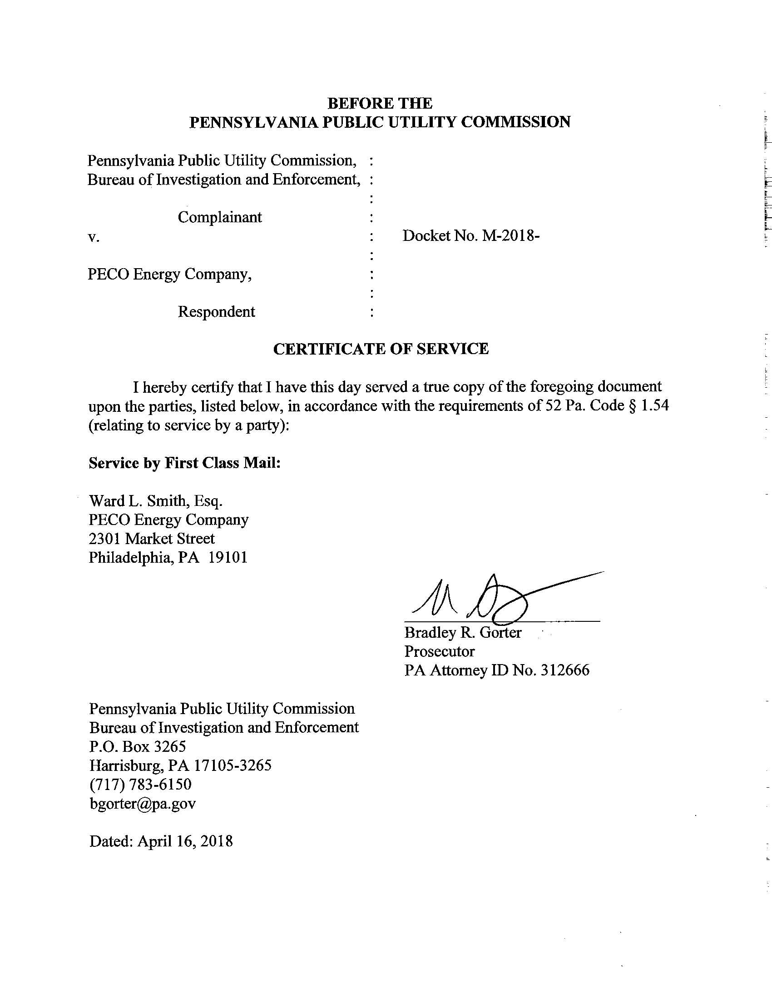 BEFORE THE
PENNSYLVANIA PUBLIC UTILITY COMMISSION
Pennsylvania Public Utility Commission, :
Bureau of Investigation and Enforcement, :
:
Complainant :
v. : Docket No. M-2018-
:
PECO Energy Company, :
:
Respondent :
CERTIFICATE OF SERVICE
I hereby certify that I have this day served a true copy of the foregoing document
upon the parties, listed below, in accordance with the requirements of 52 Pa. Code § 1.54
(relating to service by a party):
Service by First Class Mail:
Ward L. Smith, Esq.
PECO Energy Company
2301 Market Street
Philadelphia, PA 19101
Bradley R. Gorter
Prosecutor
PA Attorney ID No. 312666
Pennsylvania Public Utility Commission
Bureau of Investigation and Enforcement
P.O. Box 3265
Harrisburg, PA 17105-3265
(717) 783-6150
bgorter@pa.gov
Dated: April 16, 2018